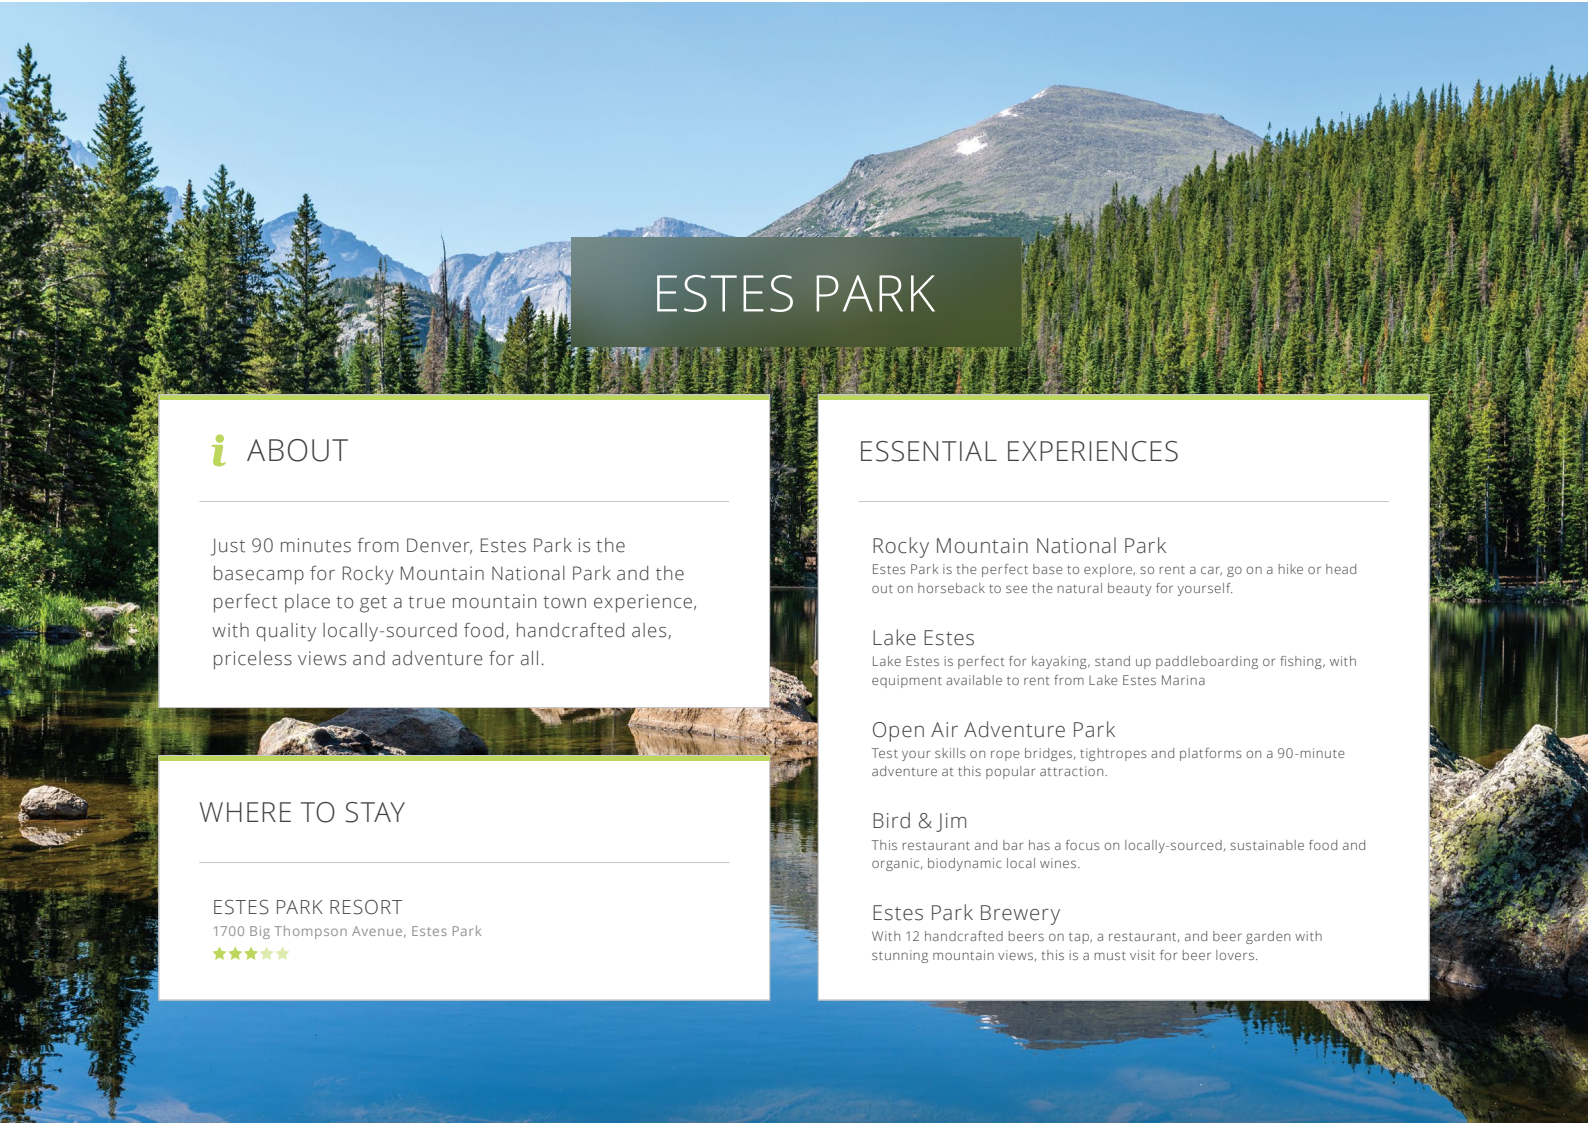 ESTES PARK
i ABOUT
Just 90 minutes from Denver, Estes Park is the
basecamp for Rocky Mountain National Park and the
perfect place to get a true mountain town experience,
with quality locally-sourced food, handcrafted ales,
priceless views and adventure for all.
WHERE TO STAY
ESTES PARK RESORT
1700 Big Thompson Avenue, Estes Park
ESSENTIAL EXPERIENCES
Rocky Mountain National Park
Estes Park is the perfect base to explore, so rent a car, go on a hike or head
out on horseback to see the natural beauty for yourself.
Lake Estes
Lake Estes is perfect for kayaking, stand up paddleboarding or fishing, with
equipment available to rent from Lake Estes Marina
Open Air Adventure Park
Test your skills on rope bridges, tightropes and platforms on a 90-minute
adventure at this popular attraction.
Bird & Jim
This restaurant and bar has a focus on locally-sourced, sustainable food and
organic, biodynamic local wines.
Estes Park Brewery
With 12 handcrafted beers on tap, a restaurant, and beer garden with
stunning mountain views, this is a must visit for beer lovers.